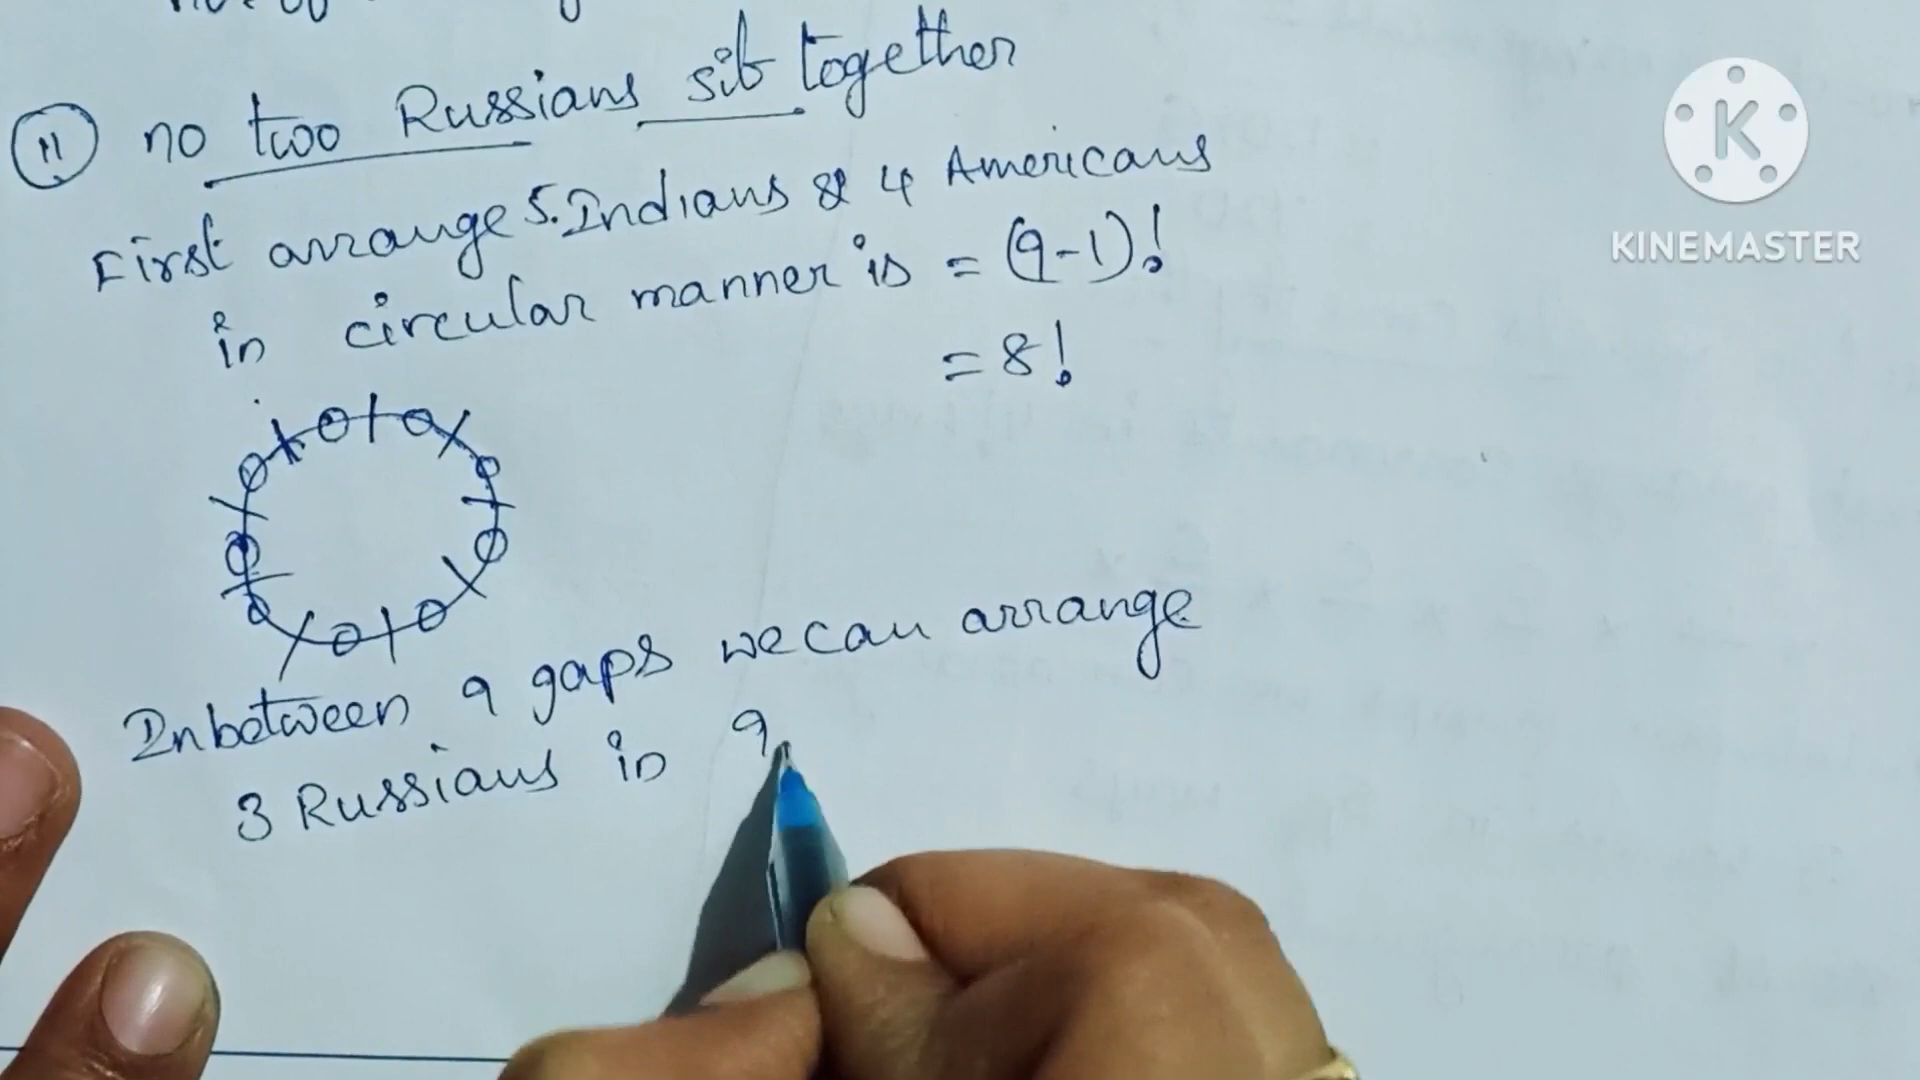 (II) no two Russians sit together
First arrange 5.Indians & 4 Americans
in circular manner is = (9-1)!
= 8!
Inbetween 9 gaps we can arrange
3 Russians in 9
K
KINEMASTER